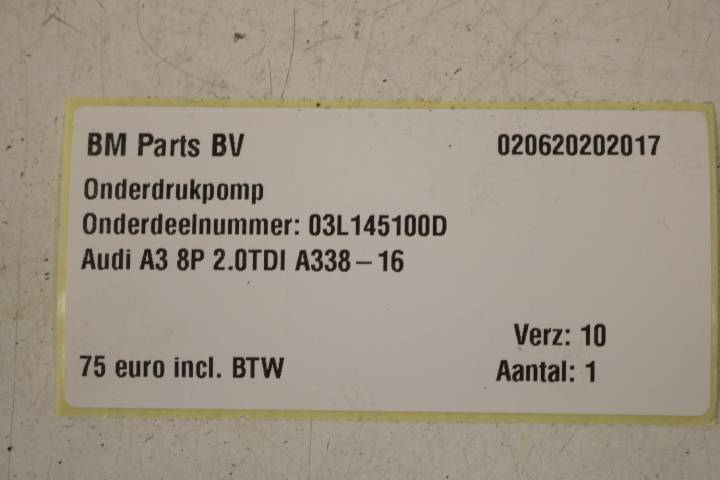 BM Parts BV 020620202017
Onderdrukpomp
Onderdeelnummer: 03L145100D
Audi A3 8P 2.0TDI A338-16
Verz: 10
75 euro incl. BTW Aantal: 1